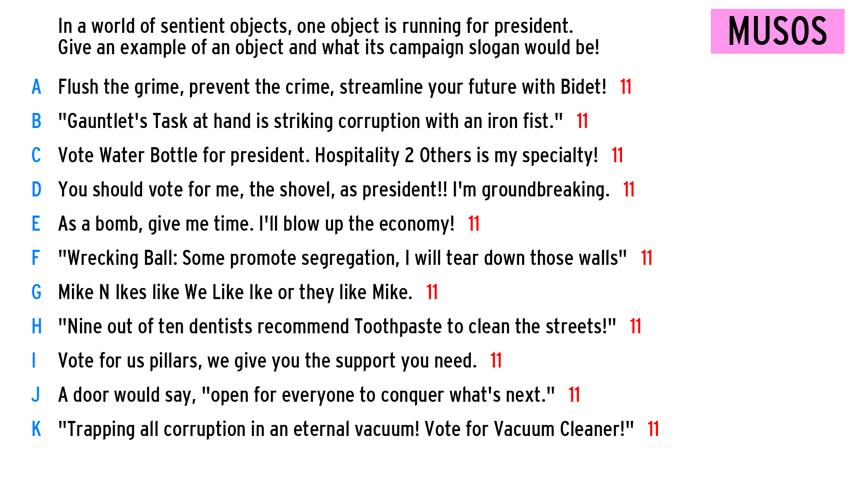 In a world of sentient objects, one object is running for president.
Give an example of an object and what its campaign slogan would be!
MUSOS
A Flush the grime, prevent the crime, streamline your future with Bidet! 11
B "Gauntlet's Task at hand is striking corruption with an iron fist." 11
C Vote Water Bottle for president. Hospitality 2 Others is my specialty! 11
D You should vote for me, the shovel, as president!! I'm groundbreaking. 11
E As a bomb, give me time. I'll blow up the economy! 11
F "Wrecking Ball: Some promote segregation, I will tear down those walls" 11
G Mike N Ikes like We Like Ike or they like Mike. 11
H "Nine out of ten dentists recommend Toothpaste to clean the streets!" 11
I Vote for us pillars, we give you the support you need. 11
J A door would say, "open for everyone to conquer what's next." 11
K "Trapping all corruption in an eternal vacuum! Vote for Vacuum Cleaner!" 11